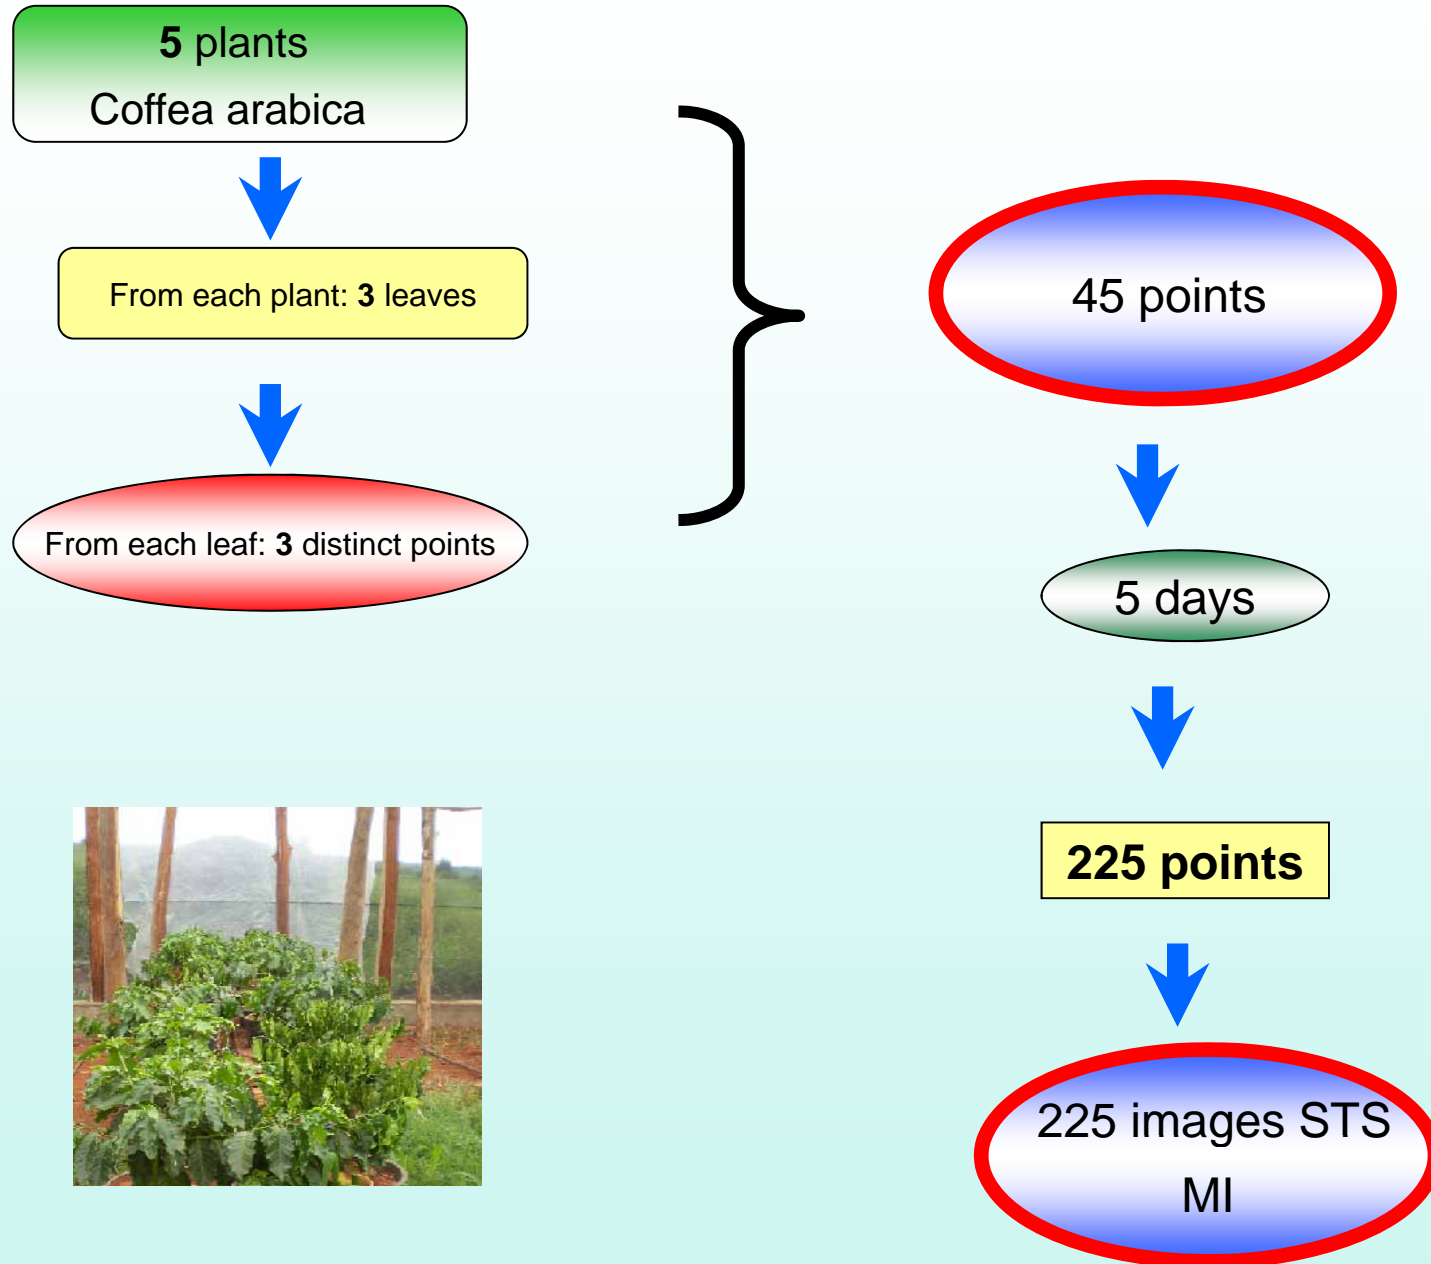 5 plants
Coffea arabica
From each plant: 3 leaves
From each leaf: 3 distinct points
45 points
5 days
225 points
225 images STS
MI